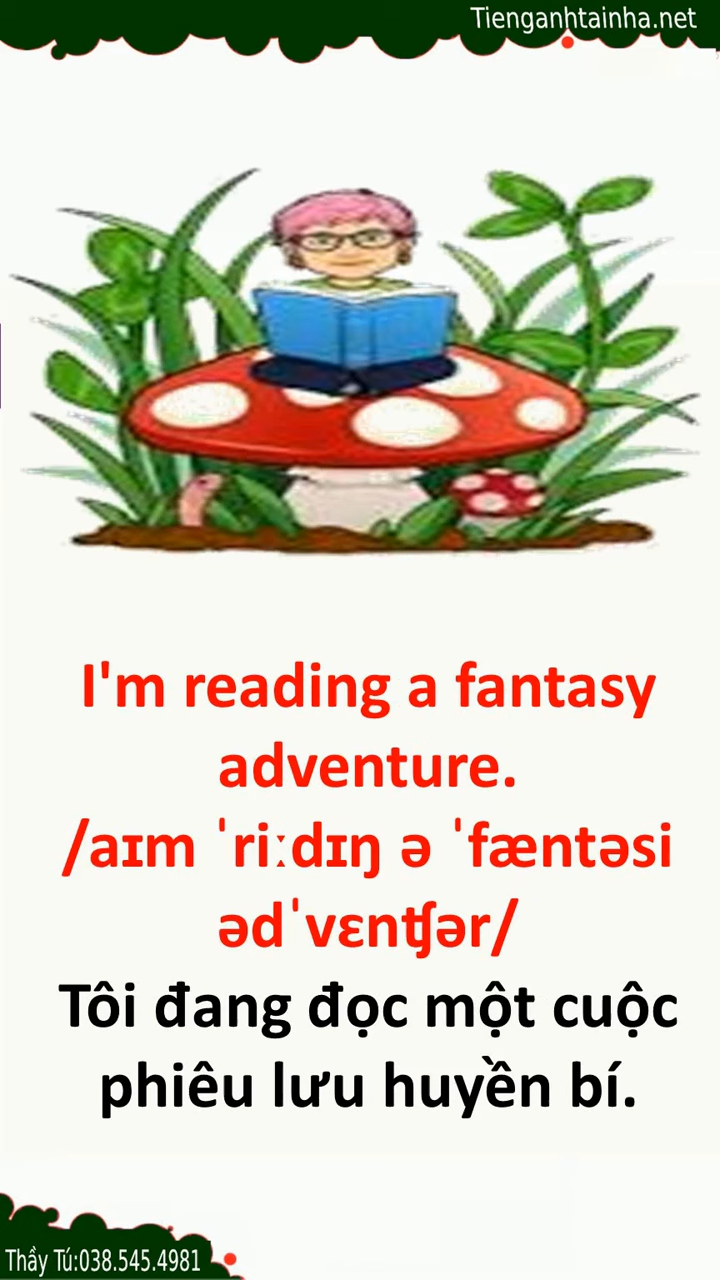 Tienganhtainha.net
I'm reading a fantasy
adventure.
/aɪm ˈriːdɪŋ ə ˈfæntəsi
ədˈvɛnʧər/
Tôi đang đọc một cuộc
phiêu lưu huyền bí.
Thầy Tú:038.545.4981